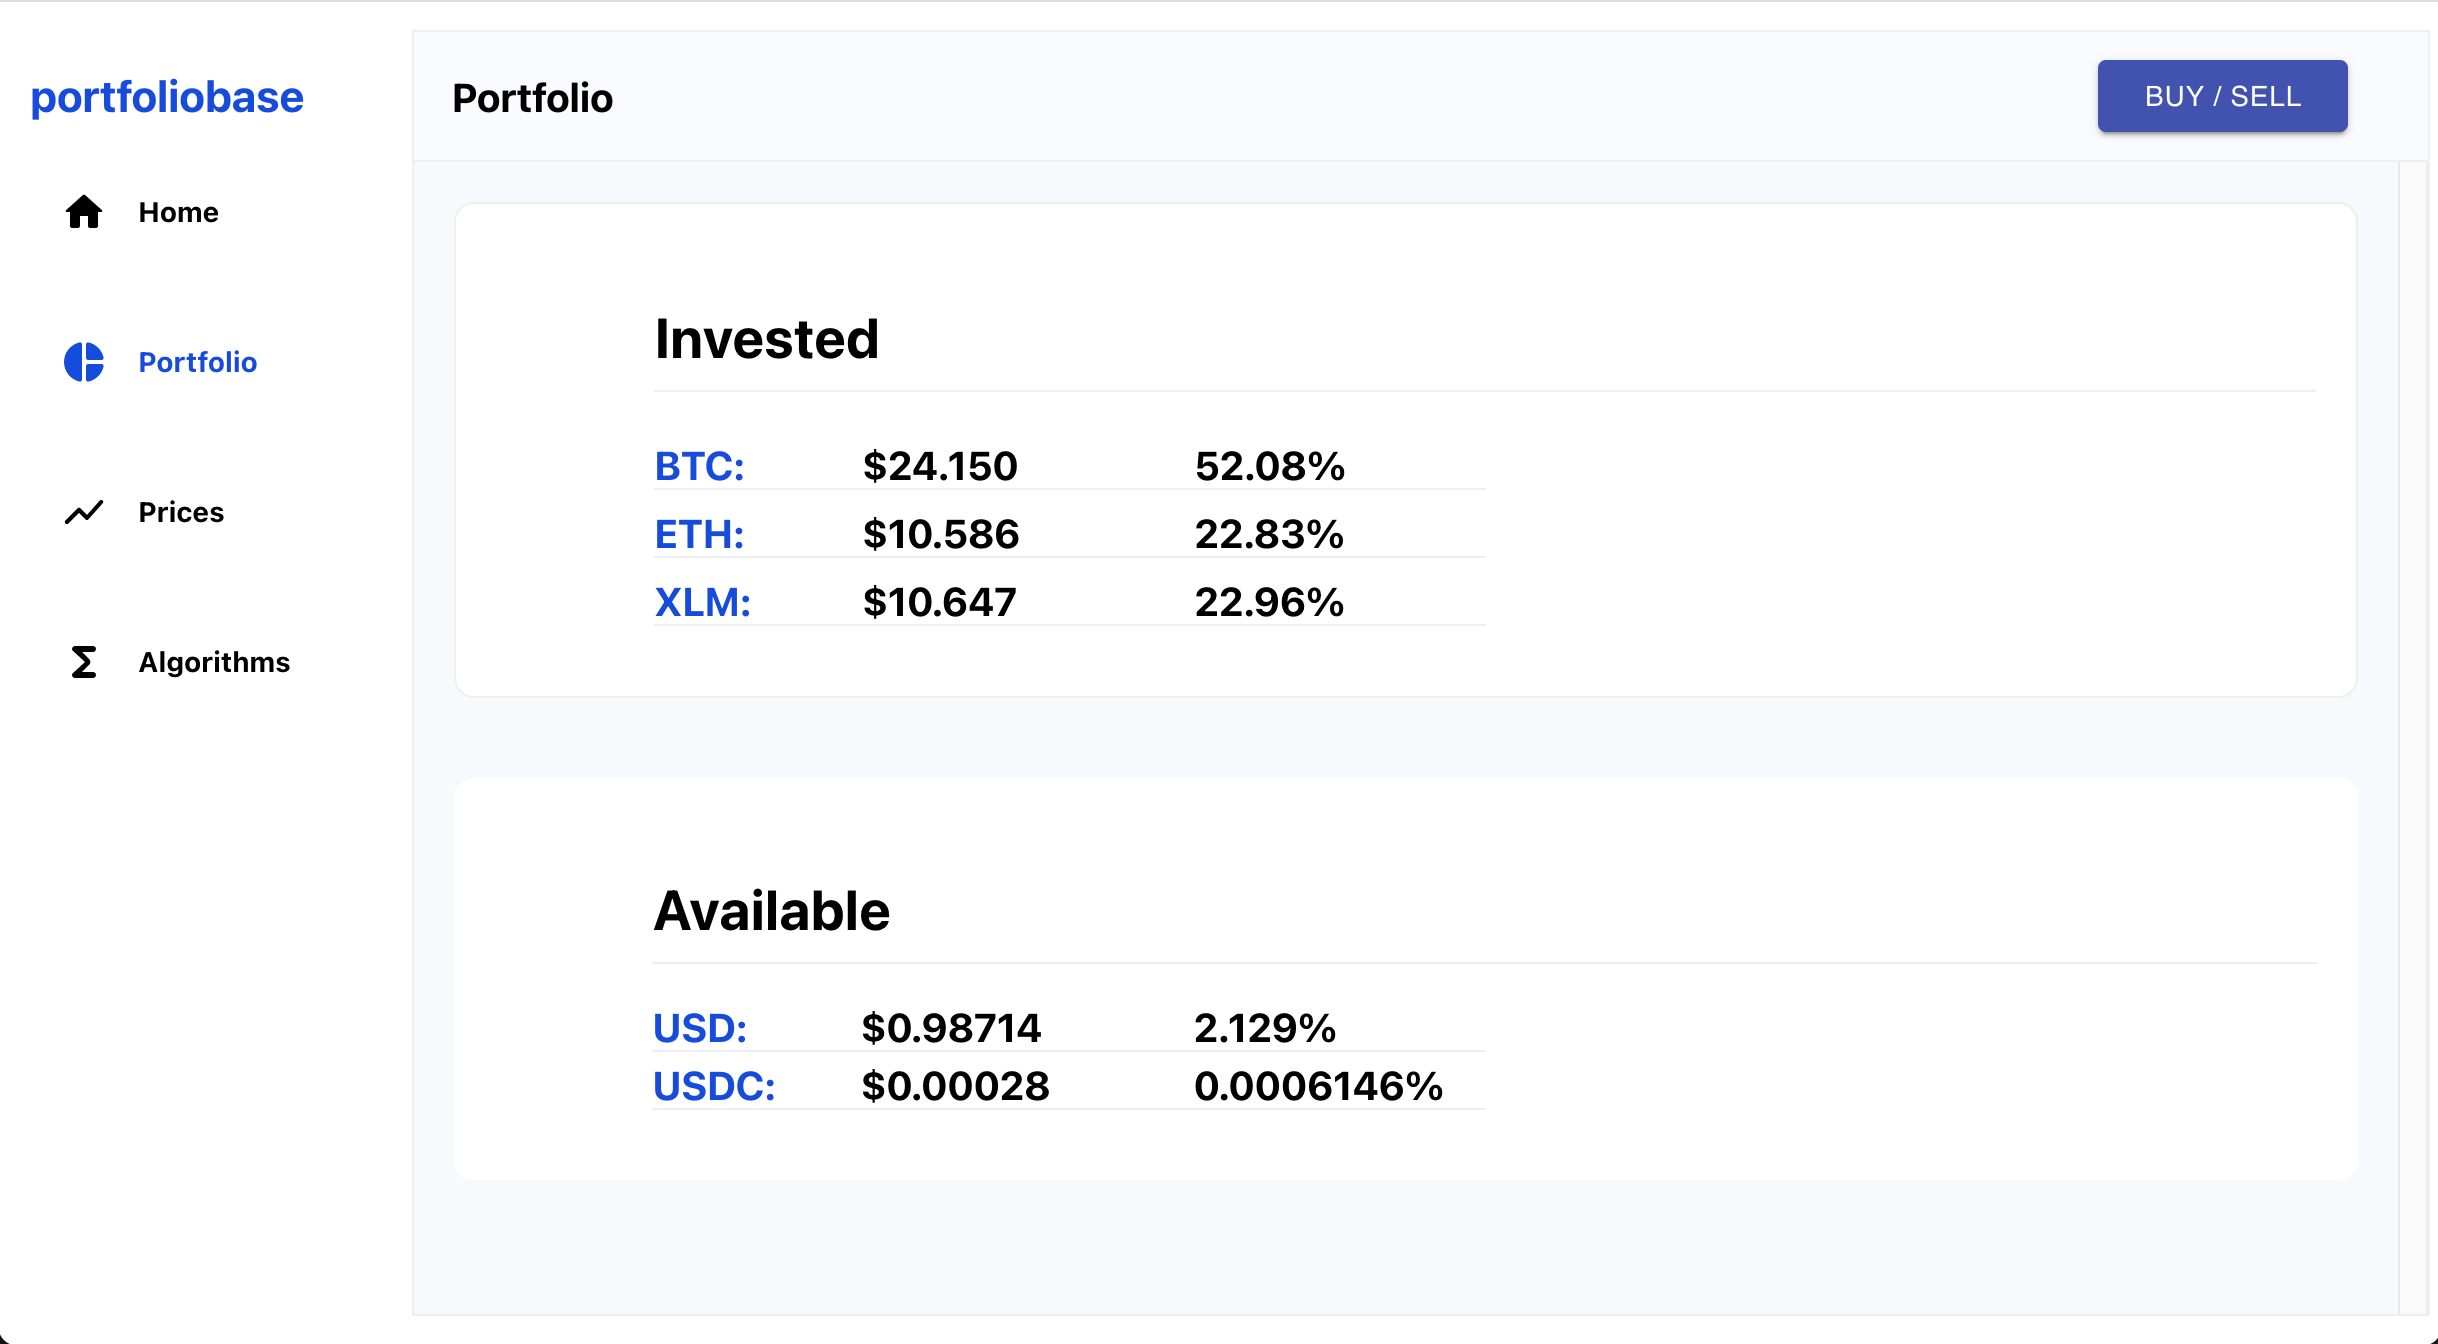 portfoliobase
Home
Portfolio
Prices
Algorithms
Portfolio
BUY / SELL
Invested
BTC: $24.150 52.08%
ETH: $10.586 22.83%
XLM: $10.647 22.96%
Available
USD: $0.98714 2.129%
USDC: $0.00028 0.0006146%